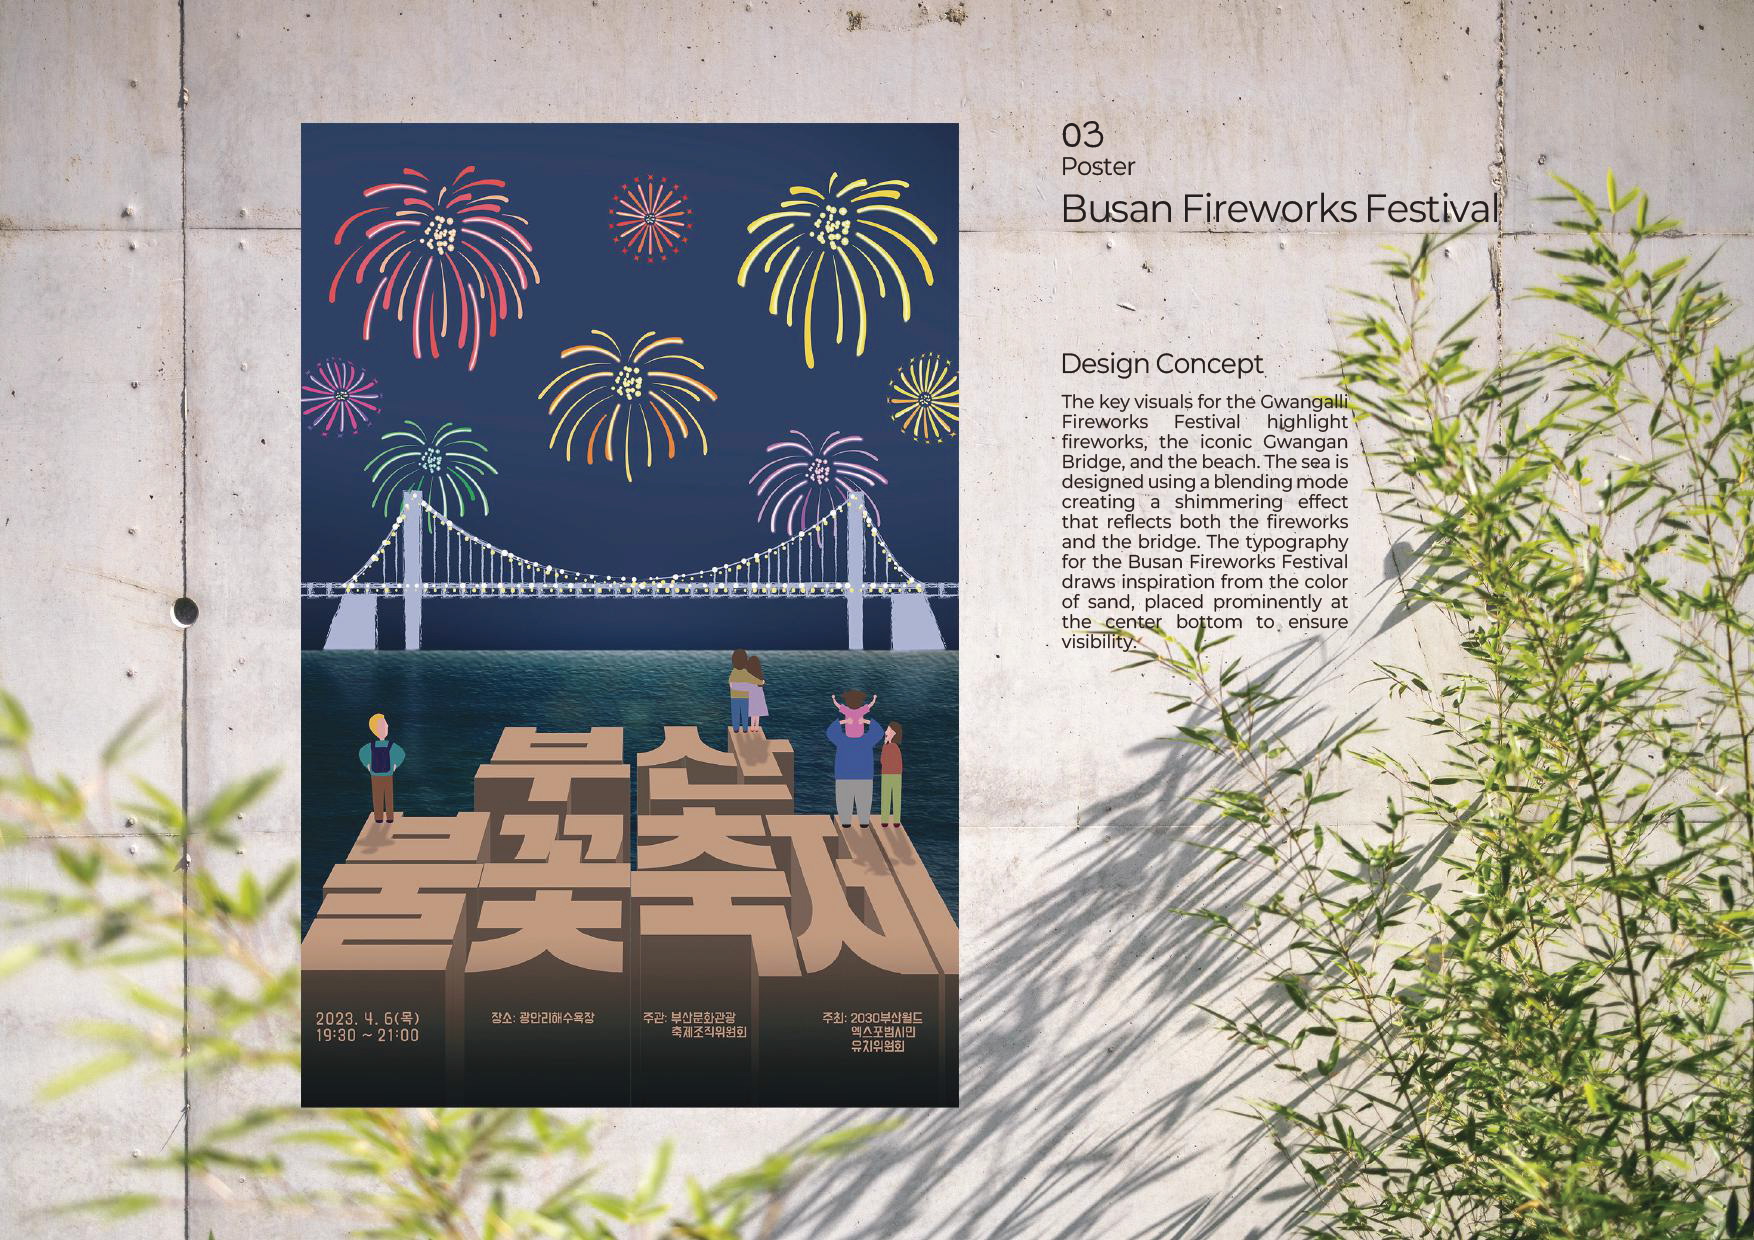 03
Poster
Busan Fireworks Festival
Design Concept
The key visuals for the Gwangalli
Fireworks Festival highlight
fireworks, the iconic Gwangan
Bridge, and the beach. The sea is
designed using a blending mode
creating a shimmering effect
that reflects both the fireworks
and the bridge. The typography
for the Busan Fireworks Festival
draws inspiration from the color
of sand, placed prominently at
the center bottom to ensure
visibility.
부산
불꽃축제
2023. 4. 6(목)
19:30 ~ 21:00
장소: 광안리해수욕장
주관: 부산문화관광
축제조직위원회
주최: 2030부산월드
엑스포범시민
유치위원회